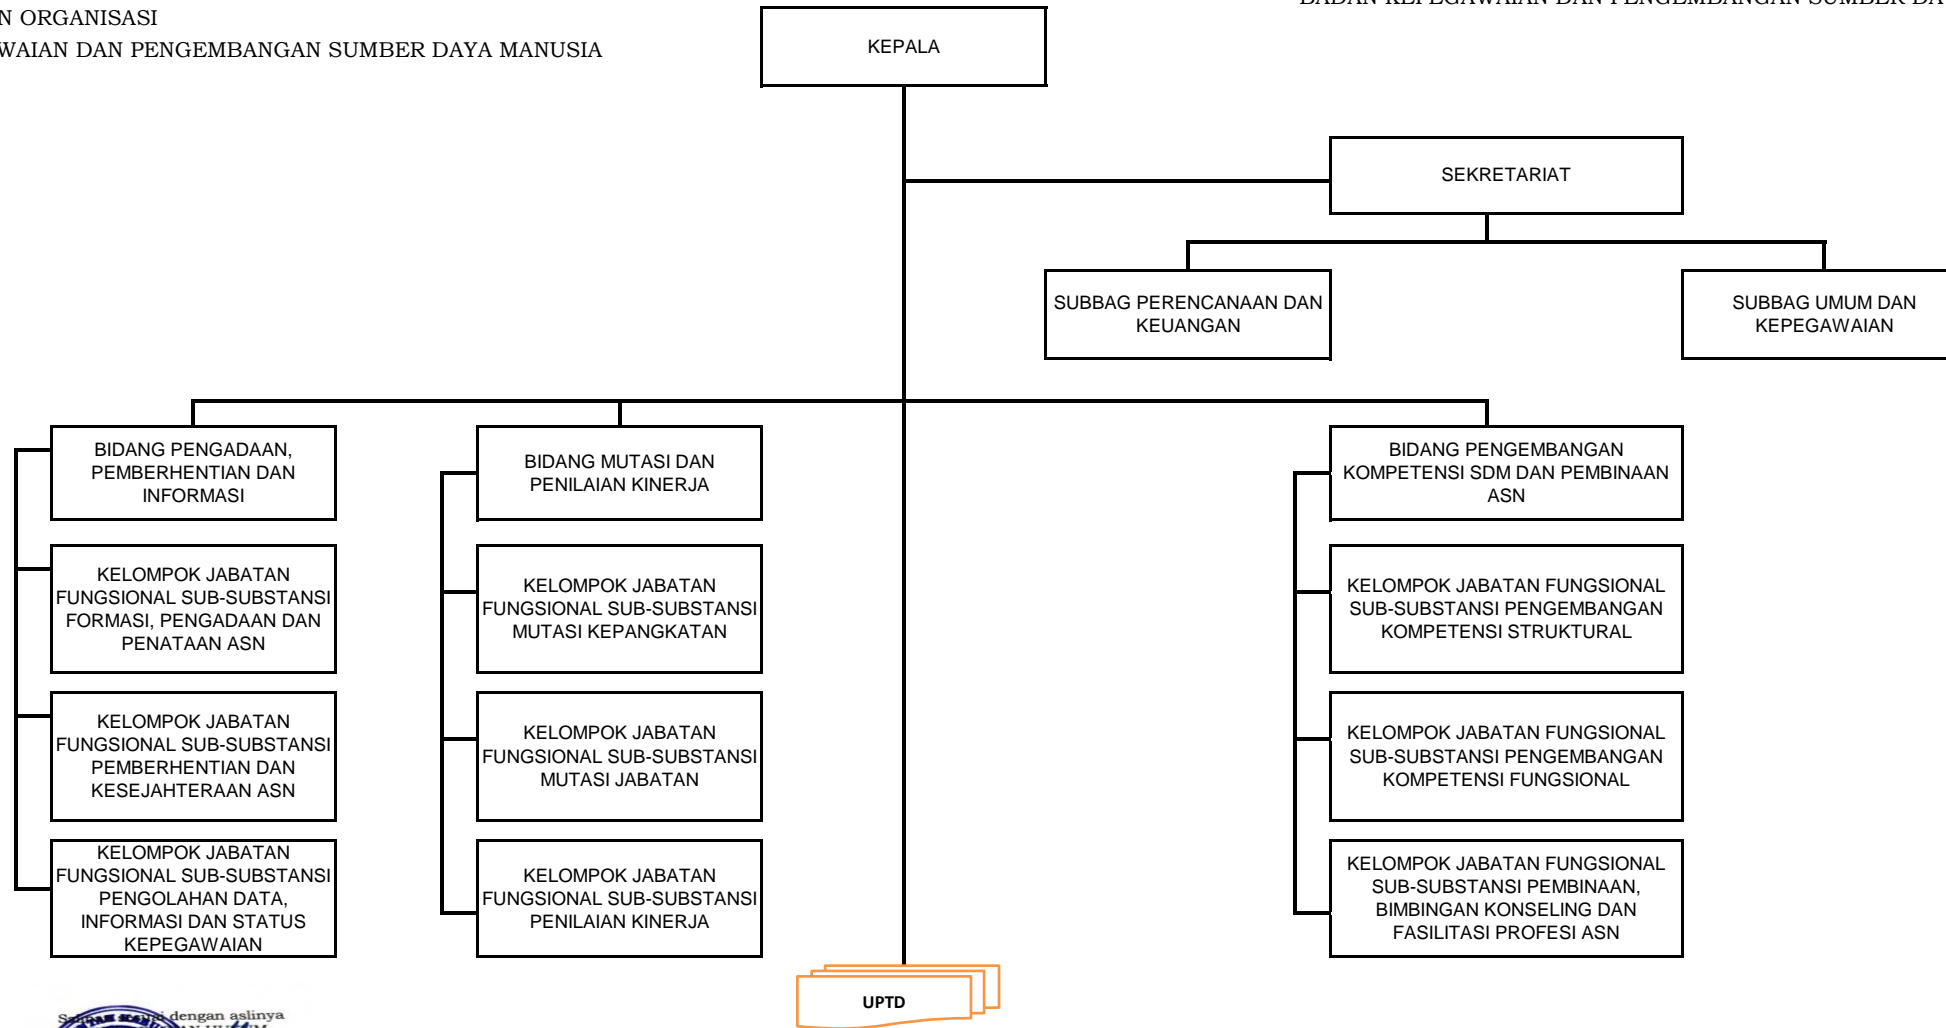 N ORGANISASI
WAIAN DAN PENGEMBANGAN SUMBER DAYA MANUSIA
BADAN KEPEGAWAIAN DAN PENGEMBANGAN SUMBER DA
KEPALA
SEKRETARIAT
SUBBAG PERENCANAAN DAN
KEUANGAN
SUBBAG UMUM DAN
KEPEGAWAIAN
BIDANG PENGADAAN,
PEMBERHENTIAN DAN
INFORMASI
BIDANG MUTASI DAN
PENILAIAN KINERJA
BIDANG PENGEMBANGAN
KOMPETENSI SDM DAN PEMBINAAN
ASN
KELOMPOK JABATAN
FUNGSIONAL SUB-SUBSTANSI
FORMASI, PENGADAAN DAN
PENATAAN ASN
KELOMPOK JABATAN
FUNGSIONAL SUB-SUBSTANSI
MUTASI KEPANGKATAN
KELOMPOK JABATAN FUNGSIONAL
SUB-SUBSTANSI PENGEMBANGAN
KOMPETENSI STRUKTURAL
KELOMPOK JABATAN
FUNGSIONAL SUB-SUBSTANSI
PEMBERHENTIAN DAN
KESEJAHTERAAN ASN
KELOMPOK JABATAN
FUNGSIONAL SUB-SUBSTANSI
MUTASI JABATAN
KELOMPOK JABATAN FUNGSIONAL
SUB-SUBSTANSI PENGEMBANGAN
KOMPETENSI FUNGSIONAL
KELOMPOK JABATAN
FUNGSIONAL SUB-SUBSTANSI
PENGOLAHAN DATA,
INFORMASI DAN STATUS
KEPEGAWAIAN
KELOMPOK JABATAN
FUNGSIONAL SUB-SUBSTANSI
PENILAIAN KINERJA
KELOMPOK JABATAN FUNGSIONAL
SUB-SUBSTANSI PEMBINAAN,
BIMBINGAN KONSELING DAN
FASILITASI PROFESI ASN
UPTD
dengan aslinya